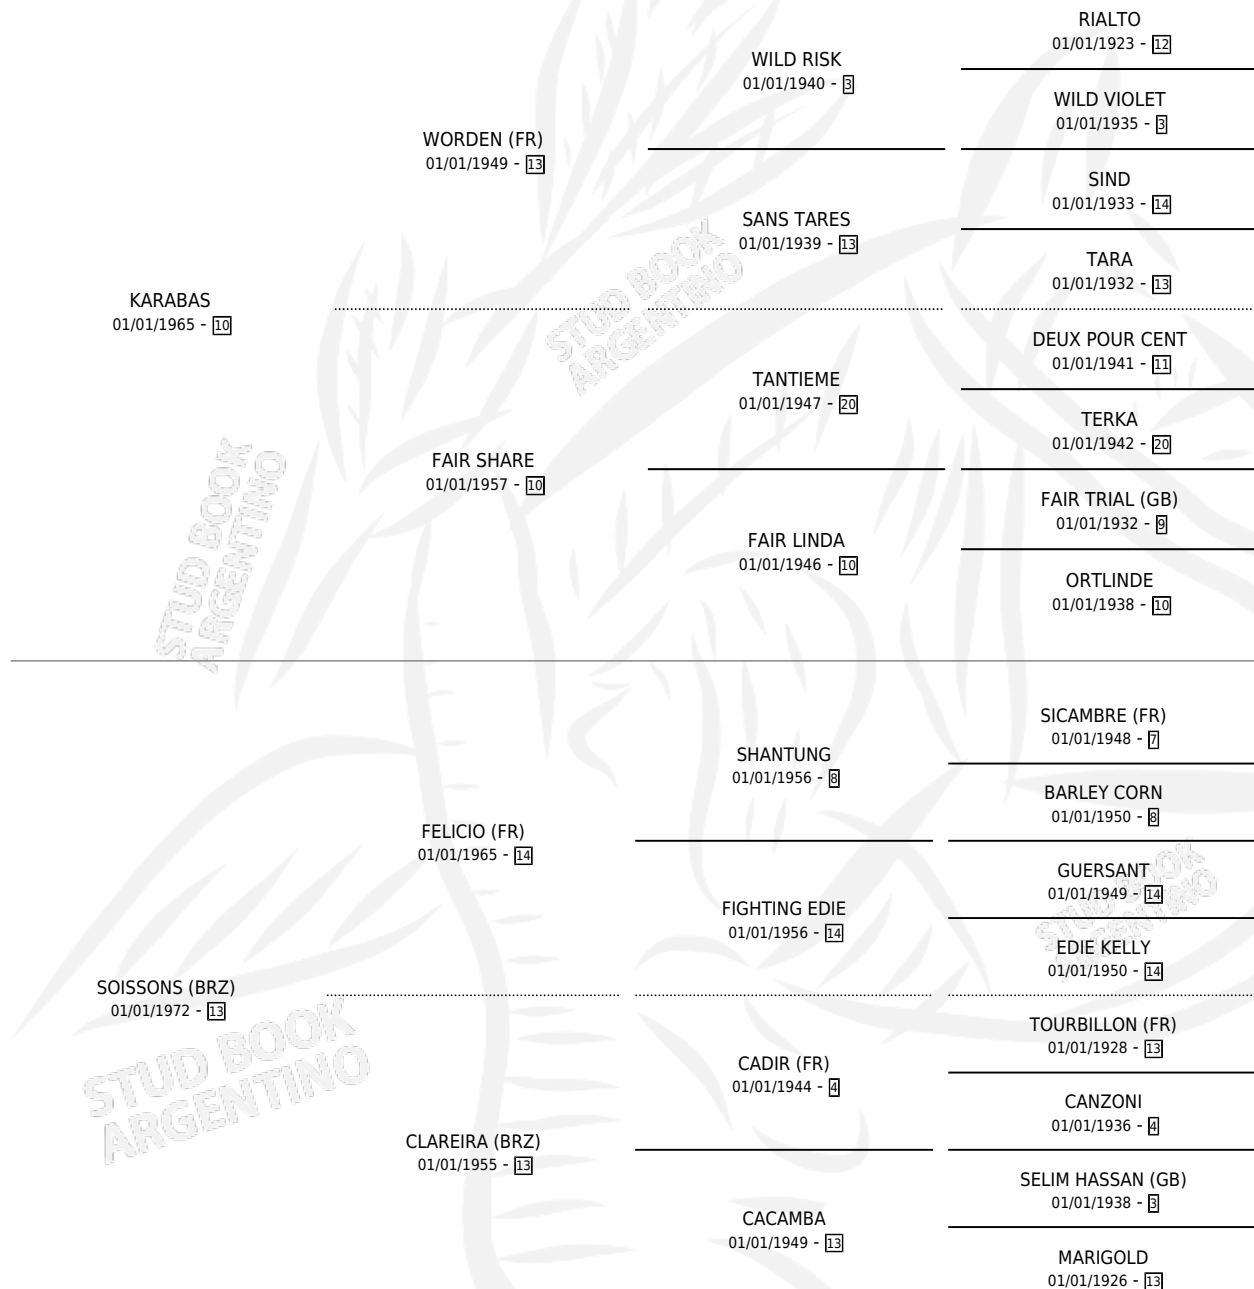 RIALTO
01/01/1923 - 12
WILD RISK
01/01/1940 - 3
WILD VIOLET
01/01/1935 - 3
WORDEN (FR)
01/01/1949 - 13
SIND
01/01/1933 - 14
SANS TARES
01/01/1939 - 13
TARA
01/01/1932 - 13
KARABAS
01/01/1965 - 10
DEUX POUR CENT
01/01/1941 - 11
TANTIEME
01/01/1947 - 20
TERKA
01/01/1942 - 20
FAIR SHARE
01/01/1957 - 10
FAIR TRIAL (GB)
01/01/1932 - 9
FAIR LINDA
01/01/1946 - 10
ORTLINDE
01/01/1938 - 10
SICAMBRE (FR)
01/01/1948 - 7
SHANTUNG
01/01/1956 - 8
BARLEY CORN
01/01/1950 - 8
FELICIO (FR)
01/01/1965 - 14
GUERSANT
01/01/1949 - 14
FIGHTING EDIE
01/01/1956 - 14
EDIE KELLY
01/01/1950 - 14
SOISSONS (BRZ)
01/01/1972 - 13
TOURBILLON (FR)
01/01/1928 - 13
CADIR (FR)
01/01/1944 - 4
CANZONI
01/01/1936 - 4
CLAREIRA (BRZ)
01/01/1955 - 13
SELIM HASSAN (GB)
01/01/1938 - 3
CACAMBA
01/01/1949 - 13
MARIGOLD
01/01/1926 - 13
STUD BOOK
ARGENTINO
STUD BOOK
ARGENTINO
STUD BOOK
ARGENTINO
STUD BOOK
ARGENTINO